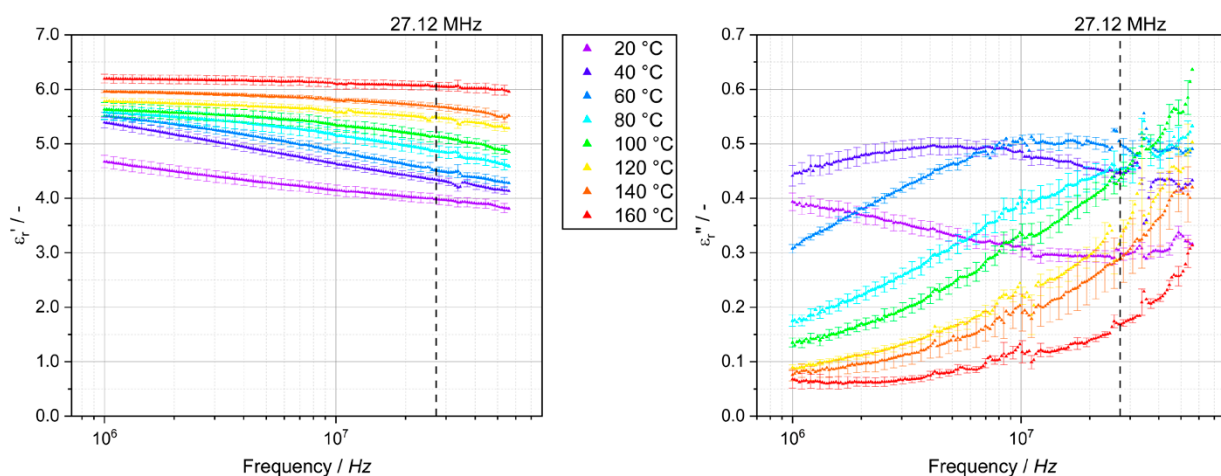 27.12 MHz
7.0
6.0
5.0
4.0
3.0
2.0
1.0
0.0
εr' / -
10⁶
10⁷
Frequency / Hz
20 °C
40 °C
60 °C
80 °C
100 °C
120 °C
140 °C
160 °C
27.12 MHz
0.7
0.6
0.5
0.4
0.3
0.2
0.1
0.0
εr'' / -
10⁶
10⁷
Frequency / Hz